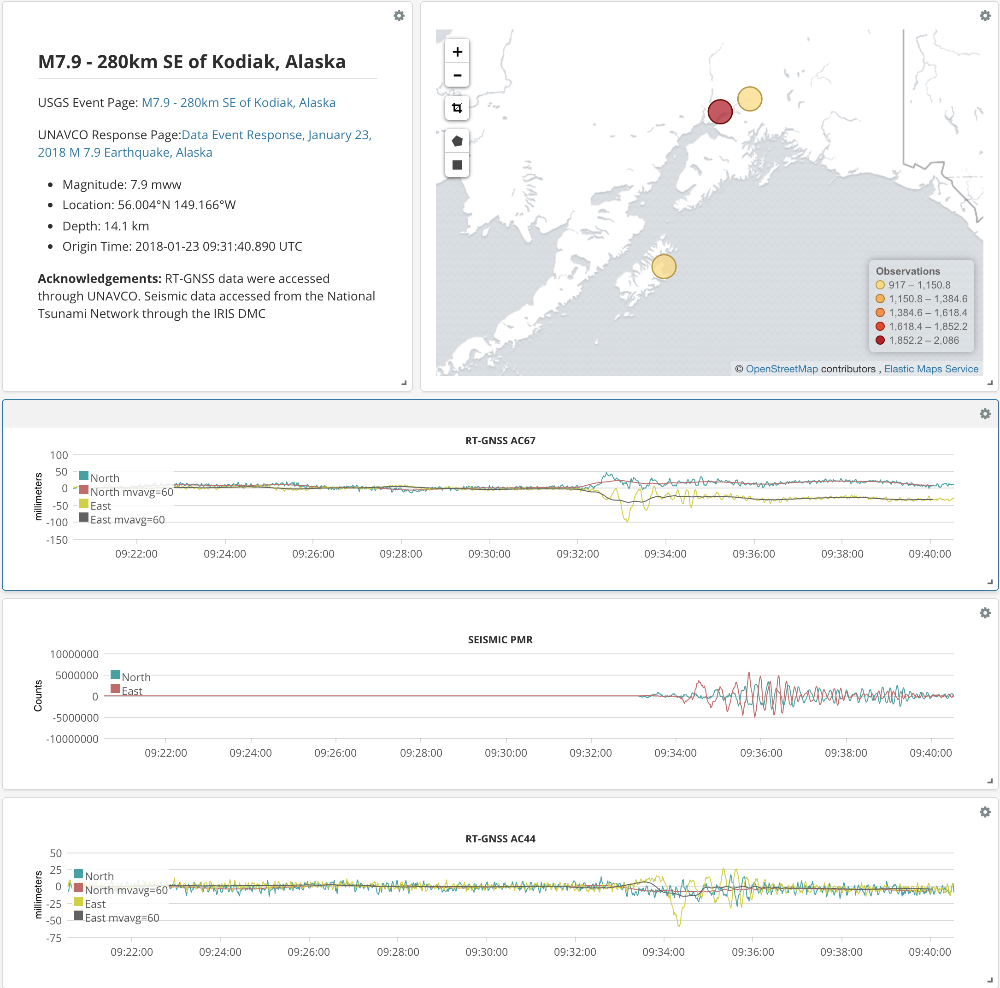 M7.9 - 280km SE of Kodiak, Alaska
USGS Event Page: M7.9 - 280km SE of Kodiak, Alaska
UNAVCO Response Page:Data Event Response, January 23,
2018 M 7.9 Earthquake, Alaska
• Magnitude: 7.9 mww
• Location: 56.004°N 149.166°W
• Depth: 14.1 km
• Origin Time: 2018-01-23 09:31:40.890 UTC
Acknowledgements: RT-GNSS data were accessed
through UNAVCO. Seismic data accessed from the National
Tsunami Network through the IRIS DMC
+
−
Observations
917 – 1,150.8
1,150.8 – 1,384.6
1,384.6 – 1,618.4
1,618.4 – 1,852.2
1,852.2 – 2,086
© OpenStreetMap contributors , Elastic Maps Service
RT-GNSS AC67
millimeters
100
50
0
-50
-100
-150
North
North mvavg=60
East
East mvavg=60
09:22:00 09:24:00 09:26:00 09:28:00 09:30:00 09:32:00 09:34:00 09:36:00 09:38:00 09:40:00
SEISMIC PMR
Counts
10000000
5000000
0
-5000000
-10000000
North
East
09:22:00 09:24:00 09:26:00 09:28:00 09:30:00 09:32:00 09:34:00 09:36:00 09:38:00 09:40:00
RT-GNSS AC44
millimeters
50
25
0
-25
-50
-75
North
North mvavg=60
East
East mvavg=60
09:22:00 09:24:00 09:26:00 09:28:00 09:30:00 09:32:00 09:34:00 09:36:00 09:38:00 09:40:00